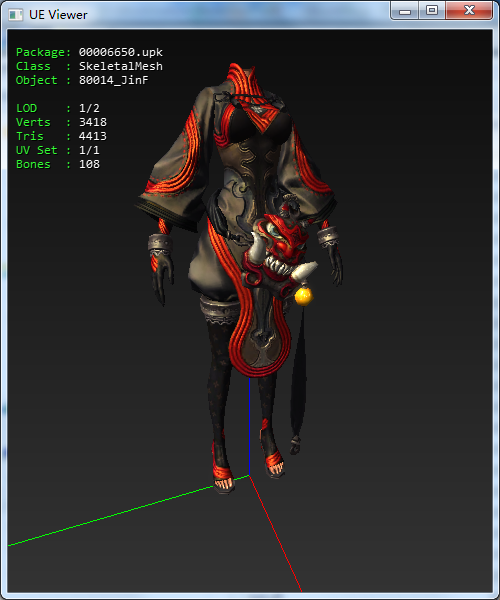 UE Viewer
Package: 00006650.upk
Class : SkeletalMesh
Object : 80014_JinF
LOD : 1/2
Verts : 3418
Tris : 4413
UV Set : 1/1
Bones : 108